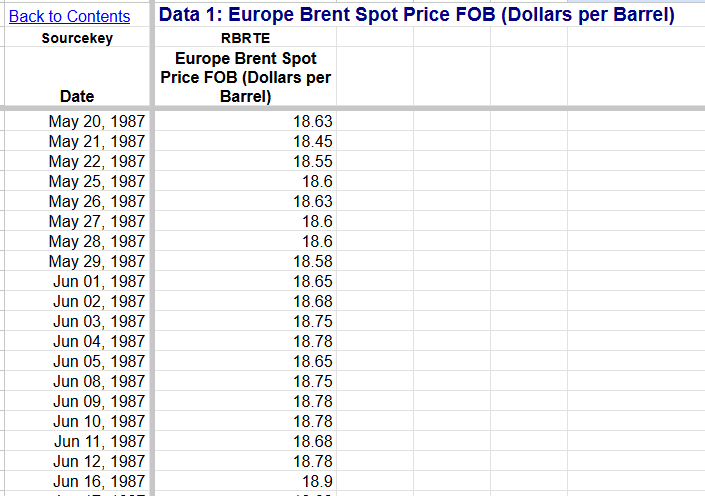 Back to Contents Data 1: Europe Brent Spot Price FOB (Dollars per Barrel)
Sourcekey RBRTE
Date Europe Brent Spot
Price FOB (Dollars per
Barrel)
May 20, 1987 18.63
May 21, 1987 18.45
May 22, 1987 18.55
May 25, 1987 18.6
May 26, 1987 18.63
May 27, 1987 18.6
May 28, 1987 18.6
May 29, 1987 18.58
Jun 01, 1987 18.65
Jun 02, 1987 18.68
Jun 03, 1987 18.75
Jun 04, 1987 18.78
Jun 05, 1987 18.65
Jun 08, 1987 18.75
Jun 09, 1987 18.78
Jun 10, 1987 18.78
Jun 11, 1987 18.68
Jun 12, 1987 18.78
Jun 16, 1987 18.9